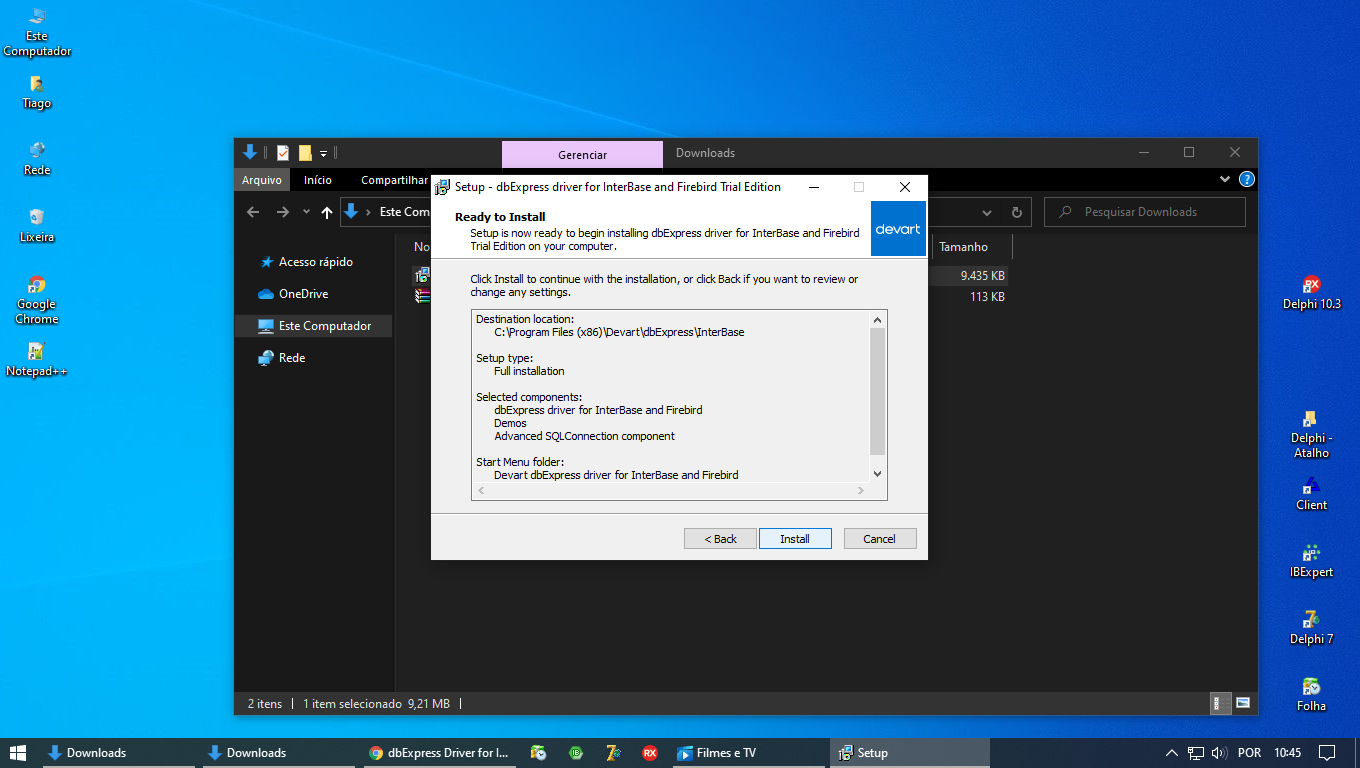 Este
Computador
Tiago
Rede
Lixeira
Google
Chrome
Notepad++
Gerenciar
Downloads
Arquivo
Início
Compartilhar
Este Com
Pesquisar Downloads
Acesso rápido
OneDrive
Este Computador
Rede
No
Tamanho
9.435 KB
113 KB
2 itens
1 item selecionado 9,21 MB
Setup - dbExpress driver for InterBase and Firebird Trial Edition
Ready to Install
Setup is now ready to begin installing dbExpress driver for InterBase and Firebird
Trial Edition on your computer.
devart
Click Install to continue with the installation, or click Back if you want to review or
change any settings.
Destination location:
C:\Program Files (x86)\Devart\dbExpress\InterBase
Setup type:
Full installation
Selected components:
dbExpress driver for InterBase and Firebird
Demos
Advanced SQLConnection component
Start Menu folder:
Devart dbExpress driver for InterBase and Firebird
< Back
Install
Cancel
RX
Delphi 10.3
Delphi -
Atalho
Client
IBExpert
7
Delphi 7
Folha
Downloads
Downloads
dbExpress Driver for I...
IB
7
RX
Filmes e TV
Setup
POR
10:45